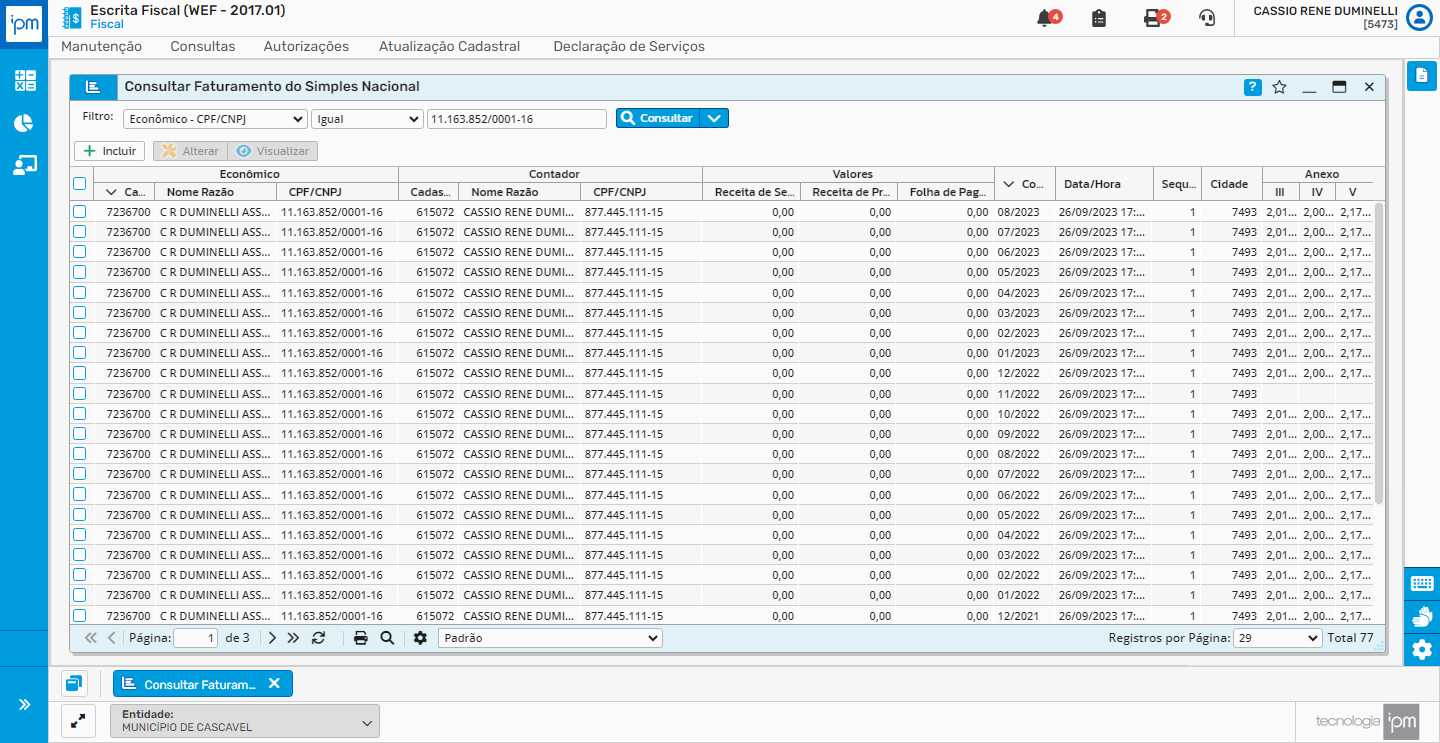 ipm
Escrita Fiscal (WEF - 2017.01)
Fiscal
4
2
CASSIO RENE DUMINELLI
[5473]
Manutenção Consultas Autorizações Atualização Cadastral Declaração de Serviços
Consultar Faturamento do Simples Nacional
?
Filtro: Econômico - CPF/CNPJ Igual 11.163.852/0001-16 Consultar
Incluir Alterar Visualizar
Econômico Contador Valores Anexo
Ca... Nome Razão CPF/CNPJ Cadas... Nome Razão CPF/CNPJ Receita de Se... Receita de Pr... Folha de Pag... Co... Data/Hora Sequ... Cidade III IV V
7236700 C R DUMINELLI ASS... 11.163.852/0001-16 615072 CASSIO RENE DUMI... 877.445.111-15 0,00 0,00 0,00 08/2023 26/09/2023 17:... 1 7493 2,01... 2,00... 2,17...
7236700 C R DUMINELLI ASS... 11.163.852/0001-16 615072 CASSIO RENE DUMI... 877.445.111-15 0,00 0,00 0,00 07/2023 26/09/2023 17:... 1 7493 2,01... 2,00... 2,17...
7236700 C R DUMINELLI ASS... 11.163.852/0001-16 615072 CASSIO RENE DUMI... 877.445.111-15 0,00 0,00 0,00 06/2023 26/09/2023 17:... 1 7493 2,01... 2,00... 2,17...
7236700 C R DUMINELLI ASS... 11.163.852/0001-16 615072 CASSIO RENE DUMI... 877.445.111-15 0,00 0,00 0,00 05/2023 26/09/2023 17:... 1 7493 2,01... 2,00... 2,17...
7236700 C R DUMINELLI ASS... 11.163.852/0001-16 615072 CASSIO RENE DUMI... 877.445.111-15 0,00 0,00 0,00 04/2023 26/09/2023 17:... 1 7493 2,01... 2,00... 2,17...
7236700 C R DUMINELLI ASS... 11.163.852/0001-16 615072 CASSIO RENE DUMI... 877.445.111-15 0,00 0,00 0,00 03/2023 26/09/2023 17:... 1 7493 2,01... 2,00... 2,17...
7236700 C R DUMINELLI ASS... 11.163.852/0001-16 615072 CASSIO RENE DUMI... 877.445.111-15 0,00 0,00 0,00 02/2023 26/09/2023 17:... 1 7493 2,01... 2,00... 2,17...
7236700 C R DUMINELLI ASS... 11.163.852/0001-16 615072 CASSIO RENE DUMI... 877.445.111-15 0,00 0,00 0,00 01/2023 26/09/2023 17:... 1 7493 2,01... 2,00... 2,17...
7236700 C R DUMINELLI ASS... 11.163.852/0001-16 615072 CASSIO RENE DUMI... 877.445.111-15 0,00 0,00 0,00 12/2022 26/09/2023 17:... 1 7493 2,01... 2,00... 2,17...
7236700 C R DUMINELLI ASS... 11.163.852/0001-16 615072 CASSIO RENE DUMI... 877.445.111-15 0,00 0,00 0,00 11/2022 26/09/2023 17:... 1 7493
7236700 C R DUMINELLI ASS... 11.163.852/0001-16 615072 CASSIO RENE DUMI... 877.445.111-15 0,00 0,00 0,00 10/2022 26/09/2023 17:... 1 7493 2,01... 2,00... 2,17...
7236700 C R DUMINELLI ASS... 11.163.852/0001-16 615072 CASSIO RENE DUMI... 877.445.111-15 0,00 0,00 0,00 09/2022 26/09/2023 17:... 1 7493 2,01... 2,00... 2,17...
7236700 C R DUMINELLI ASS... 11.163.852/0001-16 615072 CASSIO RENE DUMI... 877.445.111-15 0,00 0,00 0,00 08/2022 26/09/2023 17:... 1 7493 2,01... 2,00... 2,17...
7236700 C R DUMINELLI ASS... 11.163.852/0001-16 615072 CASSIO RENE DUMI... 877.445.111-15 0,00 0,00 0,00 07/2022 26/09/2023 17:... 1 7493 2,01... 2,00... 2,17...
7236700 C R DUMINELLI ASS... 11.163.852/0001-16 615072 CASSIO RENE DUMI... 877.445.111-15 0,00 0,00 0,00 06/2022 26/09/2023 17:... 1 7493 2,01... 2,00... 2,17...
7236700 C R DUMINELLI ASS... 11.163.852/0001-16 615072 CASSIO RENE DUMI... 877.445.111-15 0,00 0,00 0,00 05/2022 26/09/2023 17:... 1 7493 2,01... 2,00... 2,17...
7236700 C R DUMINELLI ASS... 11.163.852/0001-16 615072 CASSIO RENE DUMI... 877.445.111-15 0,00 0,00 0,00 04/2022 26/09/2023 17:... 1 7493 2,01... 2,00... 2,17...
7236700 C R DUMINELLI ASS... 11.163.852/0001-16 615072 CASSIO RENE DUMI... 877.445.111-15 0,00 0,00 0,00 03/2022 26/09/2023 17:... 1 7493 2,01... 2,00... 2,17...
7236700 C R DUMINELLI ASS... 11.163.852/0001-16 615072 CASSIO RENE DUMI... 877.445.111-15 0,00 0,00 0,00 02/2022 26/09/2023 17:... 1 7493 2,01... 2,00... 2,17...
7236700 C R DUMINELLI ASS... 11.163.852/0001-16 615072 CASSIO RENE DUMI... 877.445.111-15 0,00 0,00 0,00 01/2022 26/09/2023 17:... 1 7493 2,01... 2,00... 2,17...
7236700 C R DUMINELLI ASS... 11.163.852/0001-16 615072 CASSIO RENE DUMI... 877.445.111-15 0,00 0,00 0,00 12/2021 26/09/2023 17:... 1 7493 2,01... 2,00... 2,17...
Página: 1 de 3 Padrão Registros por Página: 29 Total 77
Consultar Faturam...
Entidade:
MUNICÍPIO DE CASCAVEL
tecnologia ipm